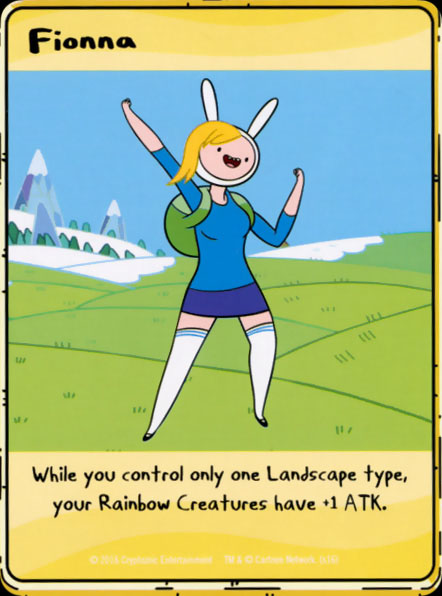 Fionna
While you control only one Landscape type,
your Rainbow Creatures have +1 ATK.
© 2016 Cryptozoic Entertainment TM & © Cartoon Network. (s16)